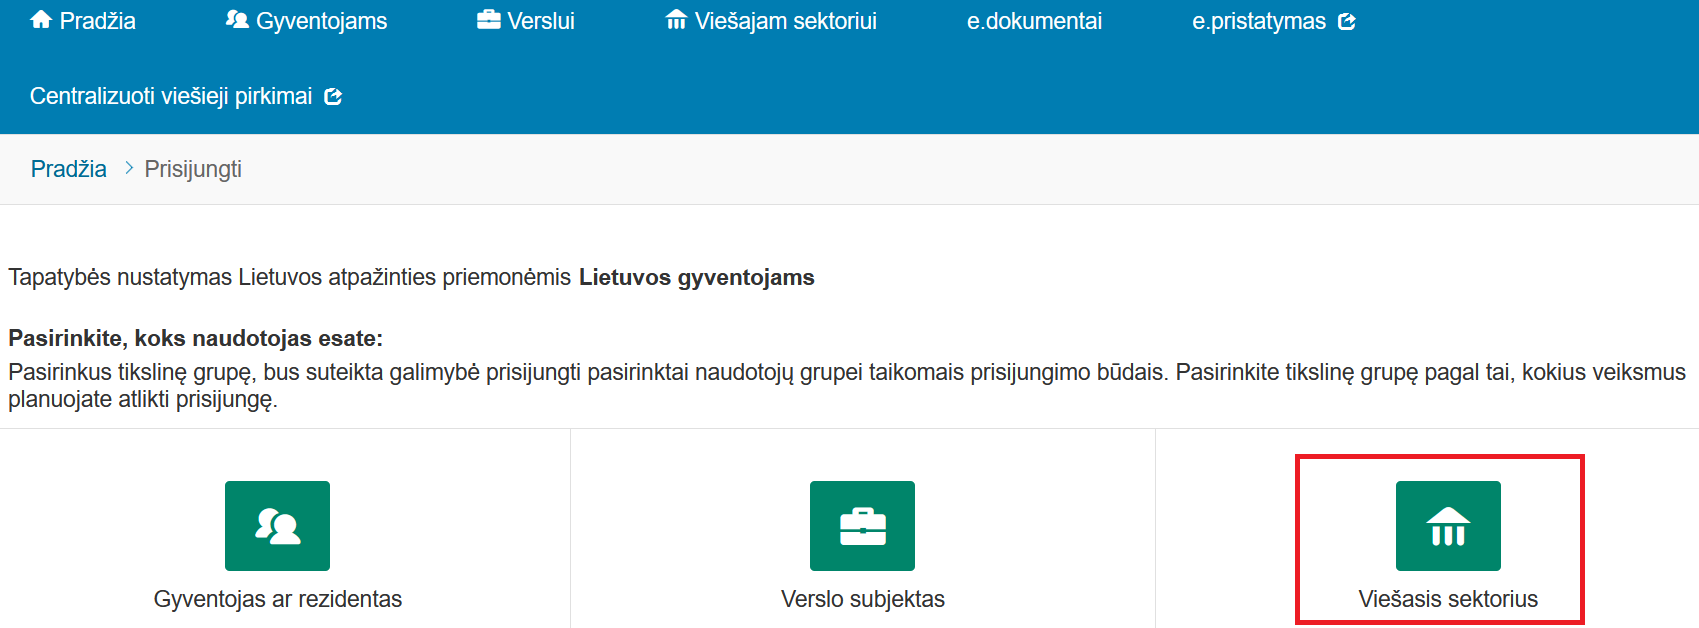 Pradžia Gyventojams Verslui Viešajam sektoriui e.dokumentai e.pristatymas
Centralizuoti viešieji pirkimai
Pradžia Prisijungti
Tapatybės nustatymas Lietuvos atpažinties priemonėmis Lietuvos gyventojams
Pasirinkite, koks naudotojas esate:
Pasirinkus tikslinę grupę, bus suteikta galimybė prisijungti pasirinktai naudotojų grupei taikomais prisijungimo būdais. Pasirinkite tikslinę grupę pagal tai, kokius veiksmus
planuojate atlikti prisijungę.
Gyventojas ar rezidentas Verslo subjektas Viešasis sektorius